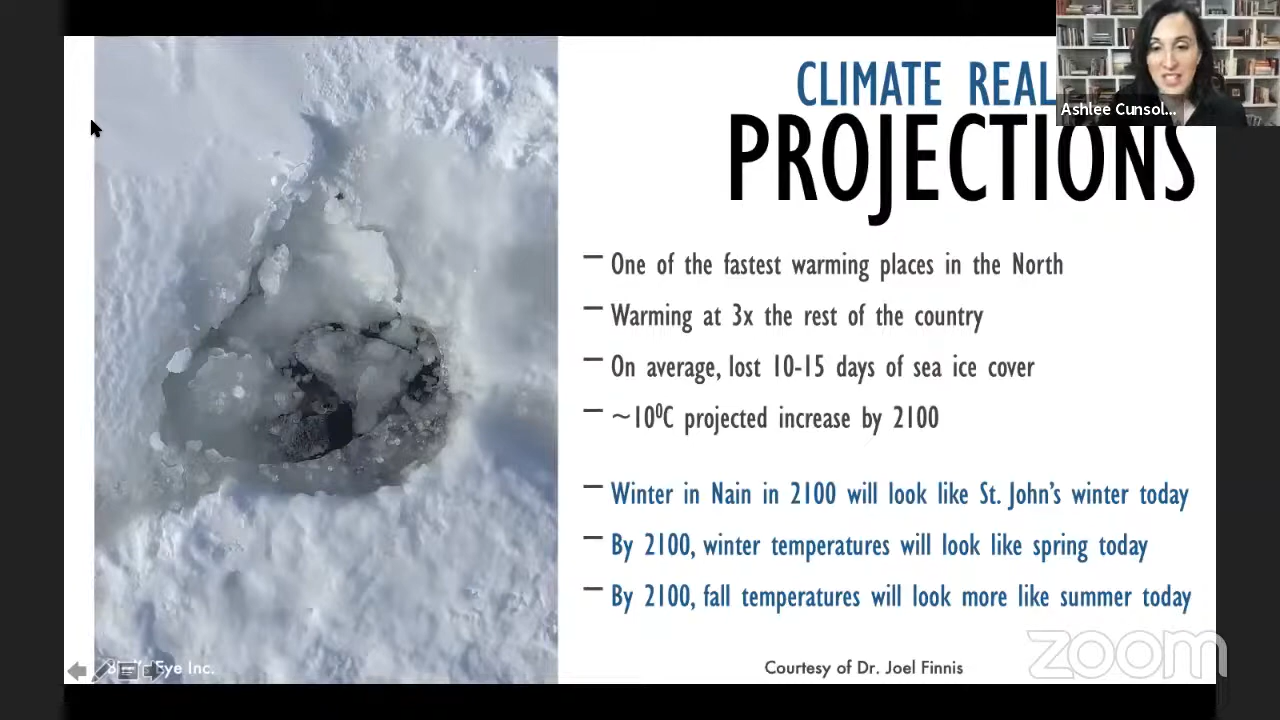 CLIMATE REAL
PROJECTIONS
Ashlee Cunsol...
– One of the fastest warming places in the North
– Warming at 3x the rest of the country
– On average, lost 10-15 days of sea ice cover
– ~10⁰C projected increase by 2100
– Winter in Nain in 2100 will look like St. John's winter today
– By 2100, winter temperatures will look like spring today
– By 2100, fall temperatures will look more like summer today
Eye Inc.
Courtesy of Dr. Joel Finnis
zoom